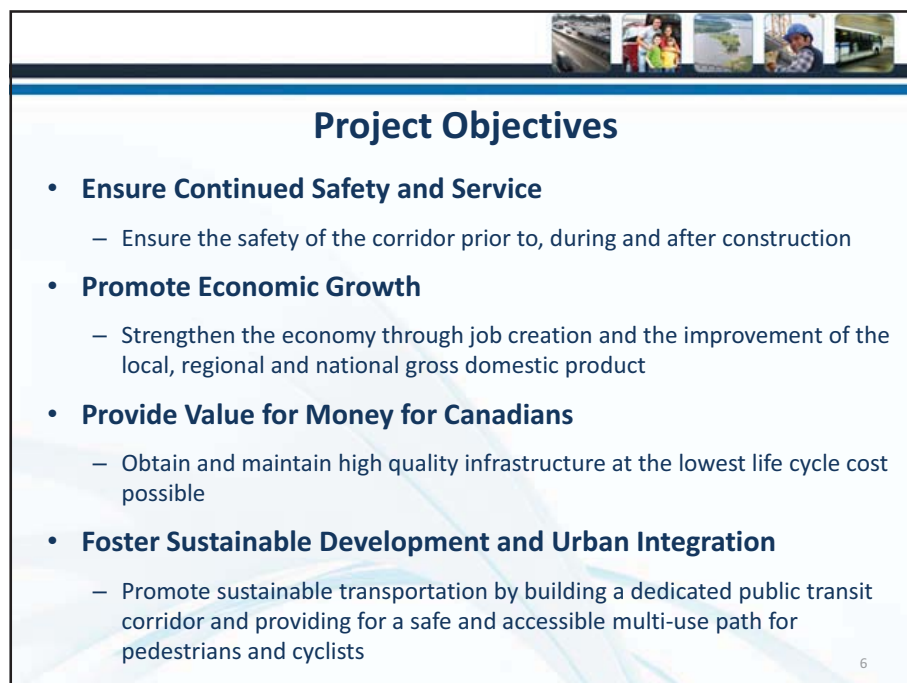 Project Objectives
• Ensure Continued Safety and Service
– Ensure the safety of the corridor prior to, during and after construction
• Promote Economic Growth
– Strengthen the economy through job creation and the improvement of the
local, regional and national gross domestic product
• Provide Value for Money for Canadians
– Obtain and maintain high quality infrastructure at the lowest life cycle cost
possible
• Foster Sustainable Development and Urban Integration
– Promote sustainable transportation by building a dedicated public transit
corridor and providing for a safe and accessible multi-use path for
pedestrians and cyclists
6